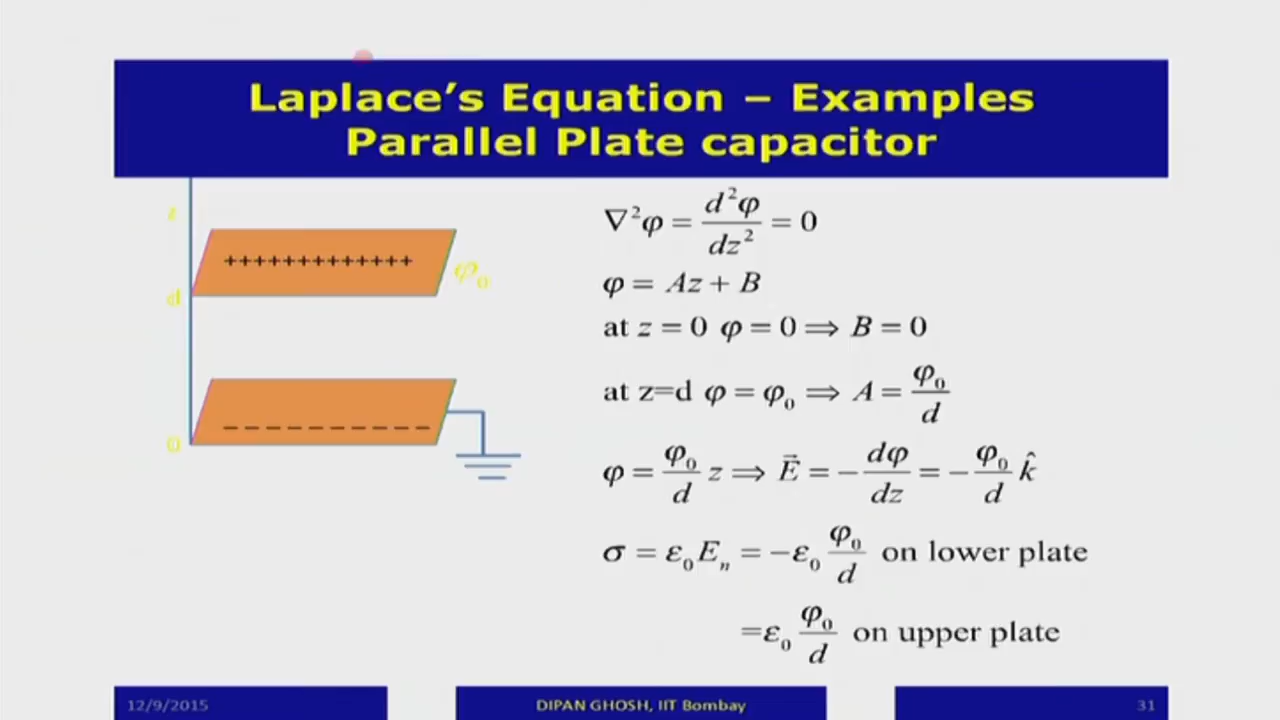 Laplace's Equation – Examples
Parallel Plate capacitor
z
+++++++++++++
φ₀
d
– – – – – – – – – – –
0
∇²φ = d²φ/dz² = 0
φ = Az + B
at z = 0 φ = 0 ⇒ B = 0
at z=d φ = φ₀ ⇒ A = φ₀/d
φ = φ₀/d z ⇒ E⃗ = −dφ/dz = −φ₀/d k̂
σ = ε₀Eₙ = −ε₀ φ₀/d on lower plate
=ε₀ φ₀/d on upper plate
12/9/2015
DIPAN GHOSH, IIT Bombay
31